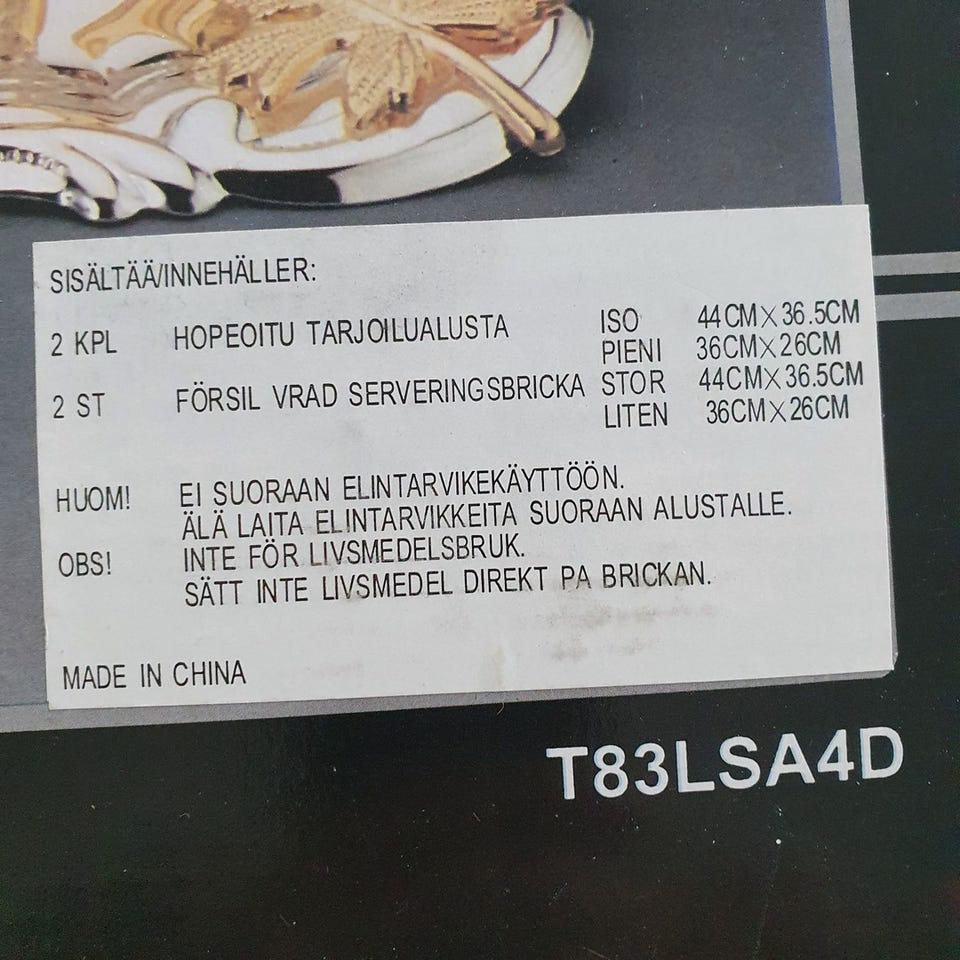 SISÄLTÄÄ/INNEHÄLLER:
2 KPL HOPEOITU TARJOILUALUSTA ISO 44CM X 36.5CM
PIENI 36CM X 26CM
2 ST FÖRSIL VRAD SERVERINGSBRICKA STOR 44CM X 36.5CM
LITEN 36CM X 26CM
HUOM! EI SUORAAN ELINTARVIKEKÄYTTÖÖN.
ÄLÄ LAITA ELINTARVIKKEITA SUORAAN ALUSTALLE.
OBS! INTE FÖR LIVSMEDELSBRUK.
SÄTT INTE LIVSMEDEL DIREKT PA BRICKAN.
MADE IN CHINA
T83LSA4D